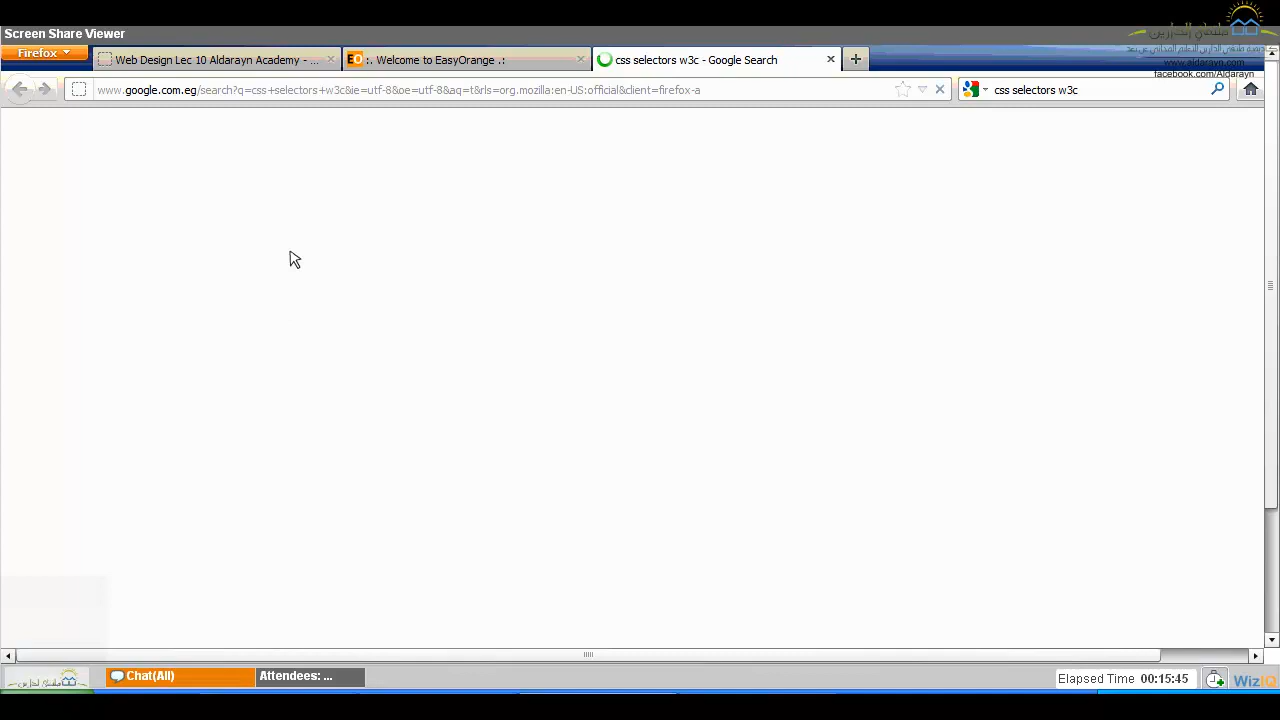 Screen Share Viewer
Firefox
Web Design Lec 10 Aldarayn Academy - ...
EO :. Welcome to EasyOrange .:
css selectors w3c - Google Search
www.aldarayn.com
facebook.com/Aldarayn
www.google.com.eg/search?q=css+selectors+w3c&ie=utf-8&oe=utf-8&aq=t&rls=org.mozilla:en-US:official&client=firefox-a
css selectors w3c
Chat(All)
Attendees: ...
Elapsed Time 00:15:45
WizIQ